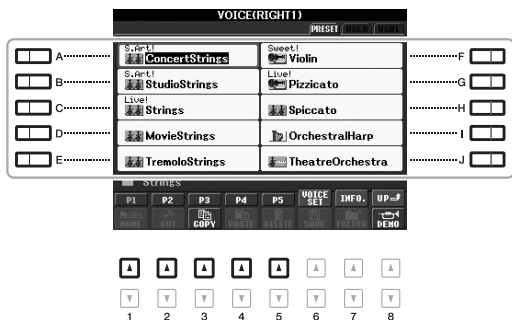 VOICE(RIGHT1)
PRESET USER USB1
S.Art! Sweet!
A ConcertStrings Violin F
S.Art! Live!
B StudioStrings Pizzicato G
Live!
C Strings Spiccato H
D MovieStrings OrchestralHarp I
E TremoloStrings TheatreOrchestra J
Strings
P1 P2 P3 P4 P5 VOICE SET INFO. UP
NAME CUT COPY PASTE DELETE SAVE FOLDER DEMO
1 2 3 4 5 6 7 8